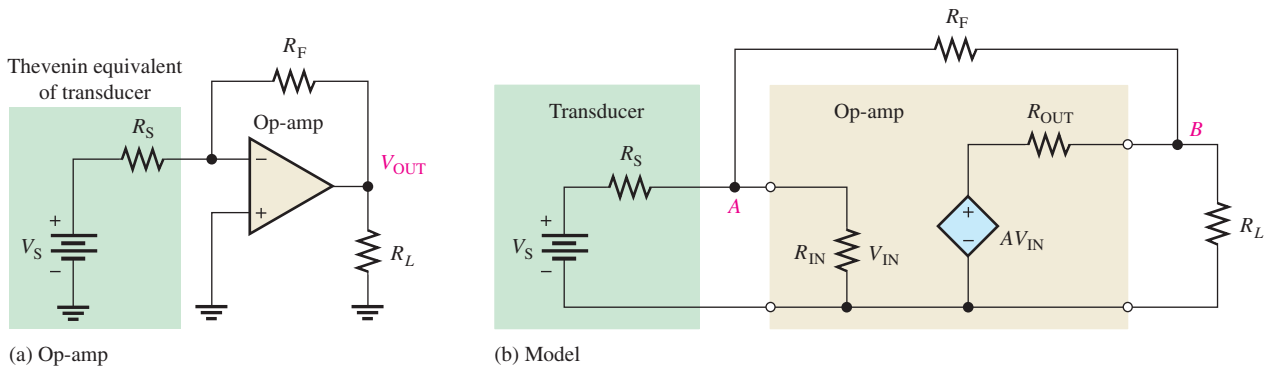 Thevenin equivalent
of transducer
R_S
R_F
Op-amp
−
+
V_OUT
+
V_S
−
R_L
(a) Op-amp
R_F
Transducer
Op-amp
R_S
R_OUT
A
B
+
V_S
−
R_IN
V_IN
+
−
AV_IN
R_L
(b) Model